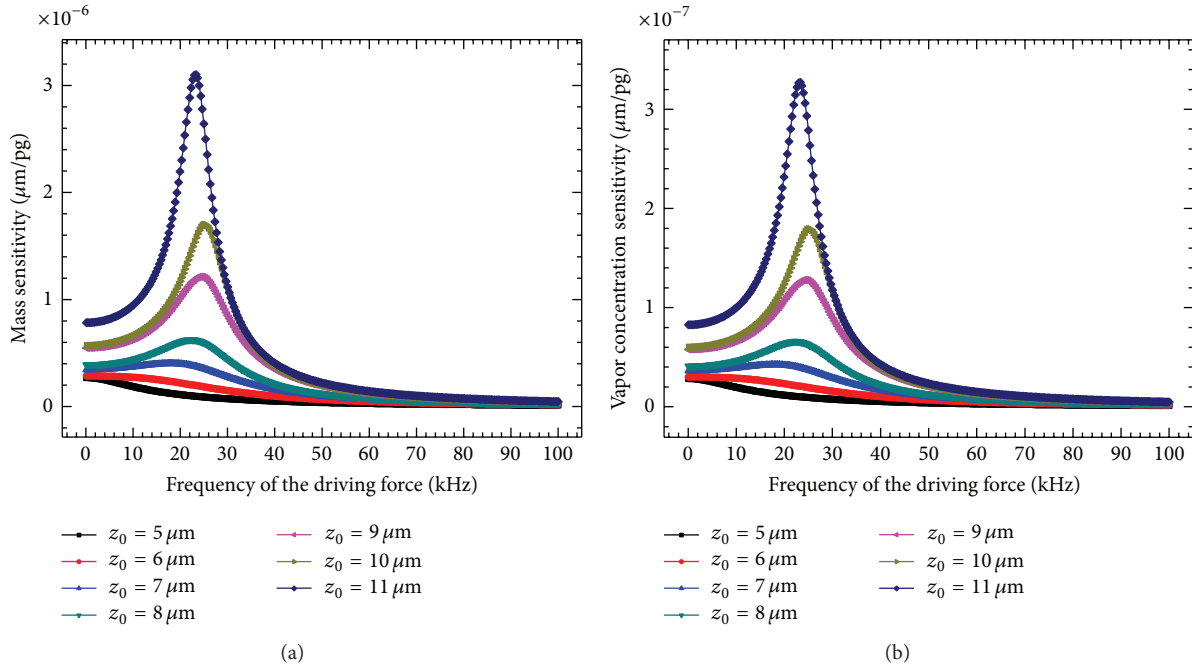 ×10−6
3
2
1
0
Mass sensitivity (μm/pg)
0 10 20 30 40 50 60 70 80 90 100
Frequency of the driving force (kHz)
z0 = 5 μm
z0 = 6 μm
z0 = 7 μm
z0 = 8 μm
z0 = 9 μm
z0 = 10 μm
z0 = 11 μm
(a)
×10−7
3
2
1
0
Vapor concentration sensitivity (μm/pg)
0 10 20 30 40 50 60 70 80 90 100
Frequency of the driving force (kHz)
z0 = 5 μm
z0 = 6 μm
z0 = 7 μm
z0 = 8 μm
z0 = 9 μm
z0 = 10 μm
z0 = 11 μm
(b)